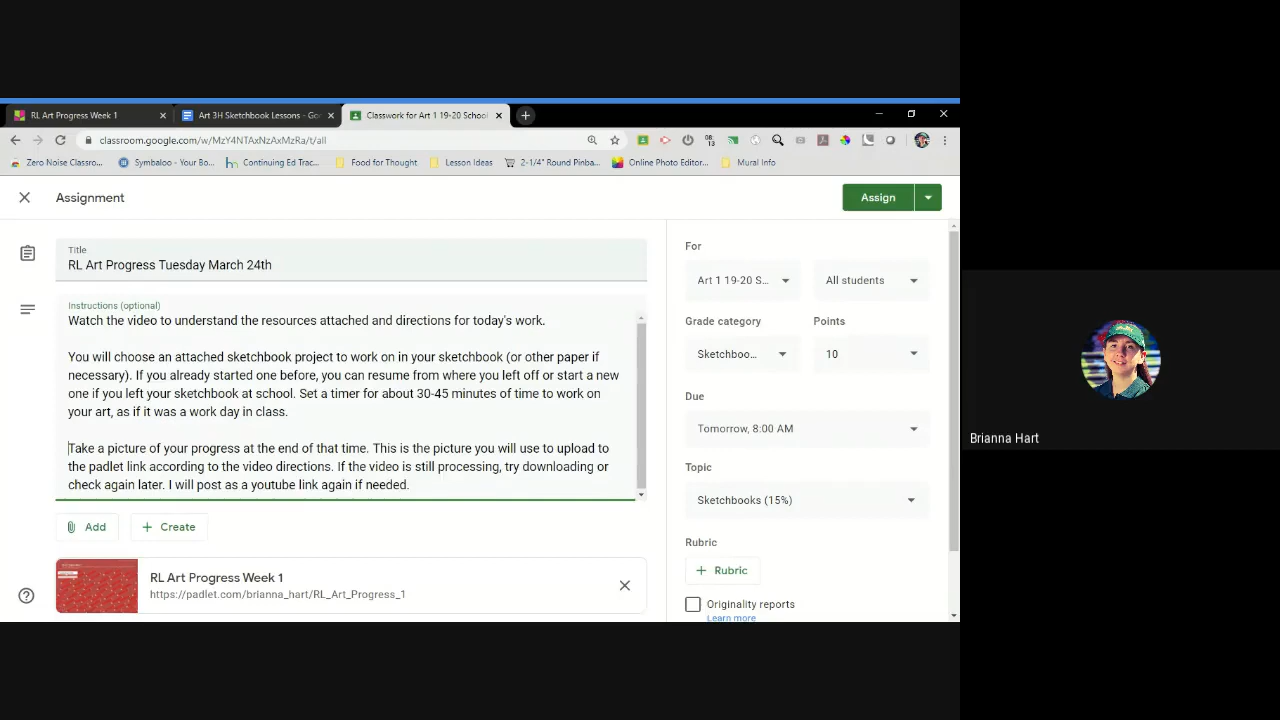 RL Art Progress Week 1
Art 3H Sketchbook Lessons - Go
Classwork for Art 1 19-20 School
classroom.google.com/w/MzY4NTAxNzAxMzRa/t/all
Zero Noise Classro...
Symbaloo - Your Bo...
Continuing Ed Trac...
Food for Thought
Lesson Ideas
2-1/4" Round Pinba...
Online Photo Editor...
Mural Info
Assignment
Assign
Title
RL Art Progress Tuesday March 24th
Instructions (optional)
Watch the video to understand the resources attached and directions for today's work.
You will choose an attached sketchbook project to work on in your sketchbook (or other paper if
necessary). If you already started one before, you can resume from where you left off or start a new
one if you left your sketchbook at school. Set a timer for about 30-45 minutes of time to work on
your art, as if it was a work day in class.
Take a picture of your progress at the end of that time. This is the picture you will use to upload to
the padlet link according to the video directions. If the video is still processing, try downloading or
check again later. I will post as a youtube link again if needed.
Add
Create
RL Art Progress Week 1
https://padlet.com/brianna_hart/RL_Art_Progress_1
For
Art 1 19-20 S...
All students
Grade category
Points
Sketchboo...
10
Due
Tomorrow, 8:00 AM
Topic
Sketchbooks (15%)
Rubric
Rubric
Originality reports
Learn more
Brianna Hart